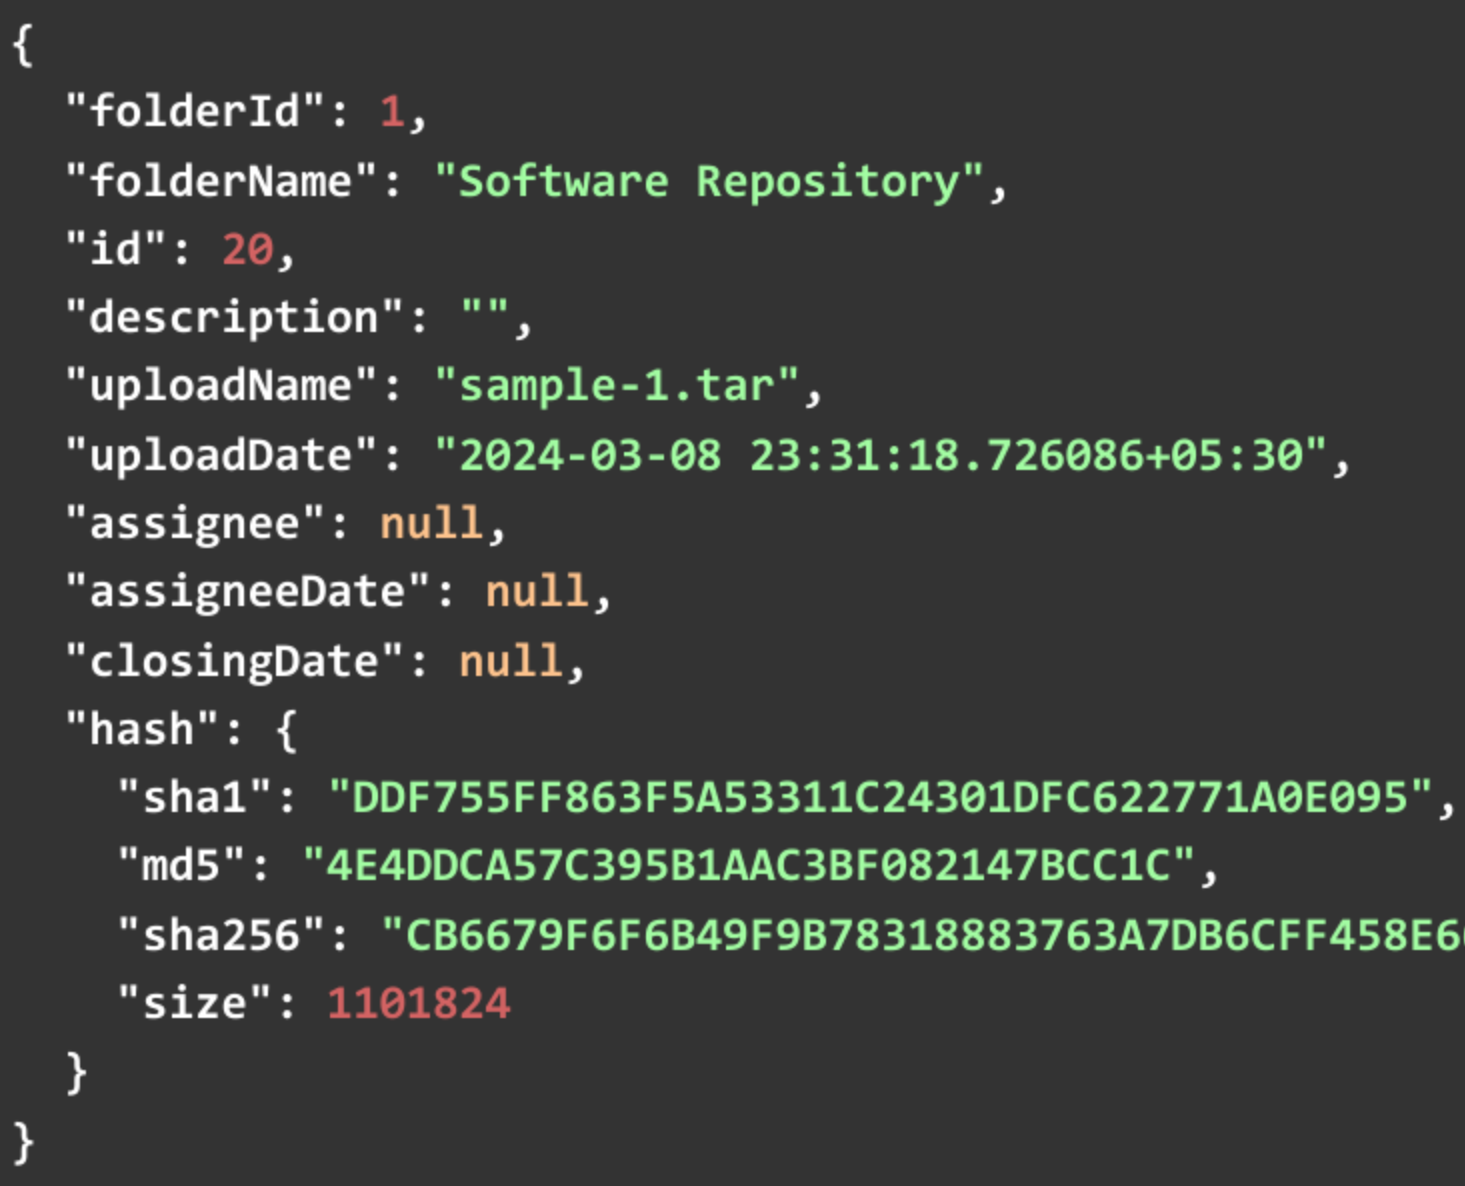 {
"folderId": 1,
"folderName": "Software Repository",
"id": 20,
"description": "",
"uploadName": "sample-1.tar",
"uploadDate": "2024-03-08 23:31:18.726086+05:30",
"assignee": null,
"assigneeDate": null,
"closingDate": null,
"hash": {
"sha1": "DDF755FF863F5A53311C24301DFC622771A0E095",
"md5": "4E4DDCA57C395B1AAC3BF082147BCC1C",
"sha256": "CB6679F6F6B49F9B78318883763A7DB6CFF458E6
"size": 1101824
}
}